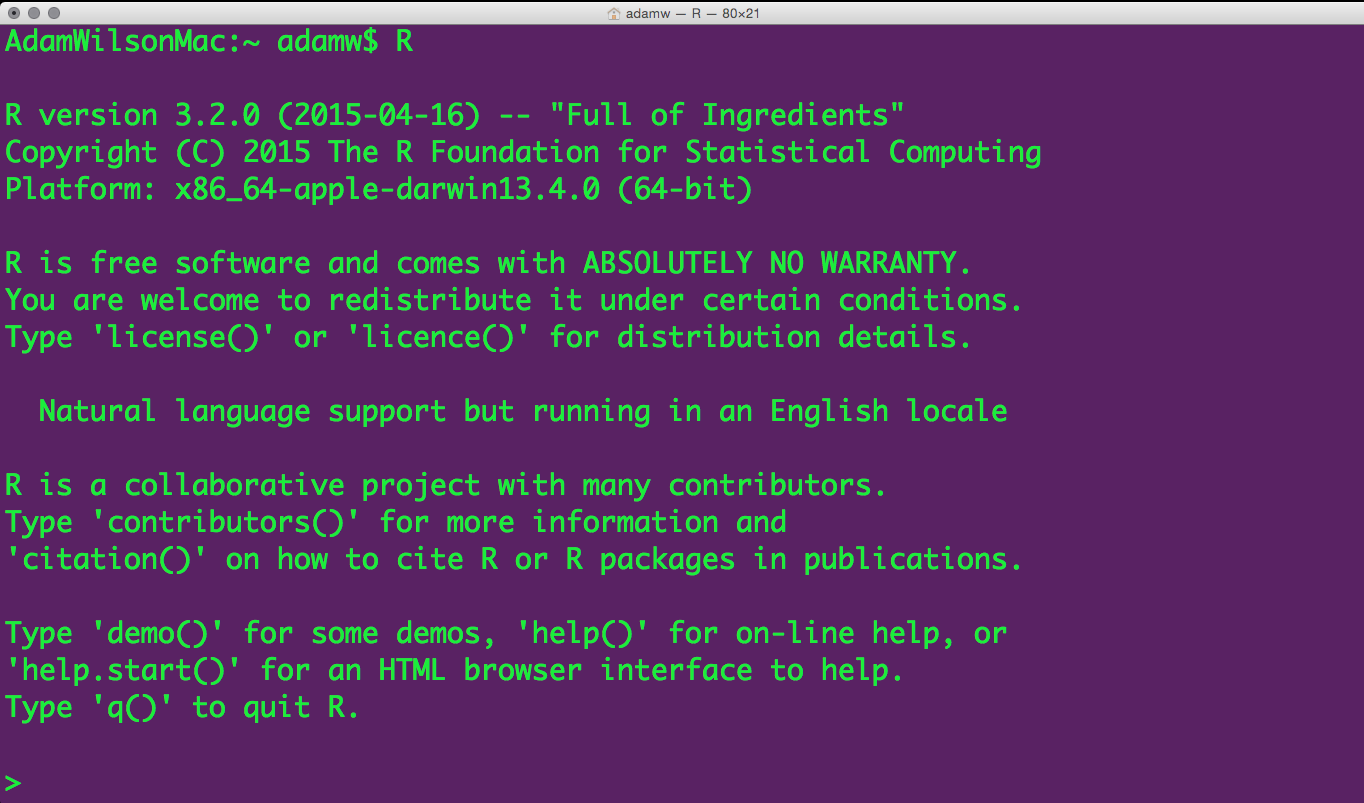 adamw — R — 80×21
AdamWilsonMac:~ adamw$ R
R version 3.2.0 (2015-04-16) -- "Full of Ingredients"
Copyright (C) 2015 The R Foundation for Statistical Computing
Platform: x86_64-apple-darwin13.4.0 (64-bit)
R is free software and comes with ABSOLUTELY NO WARRANTY.
You are welcome to redistribute it under certain conditions.
Type 'license()' or 'licence()' for distribution details.
  Natural language support but running in an English locale
R is a collaborative project with many contributors.
Type 'contributors()' for more information and
'citation()' on how to cite R or R packages in publications.
Type 'demo()' for some demos, 'help()' for on-line help, or
'help.start()' for an HTML browser interface to help.
Type 'q()' to quit R.
>